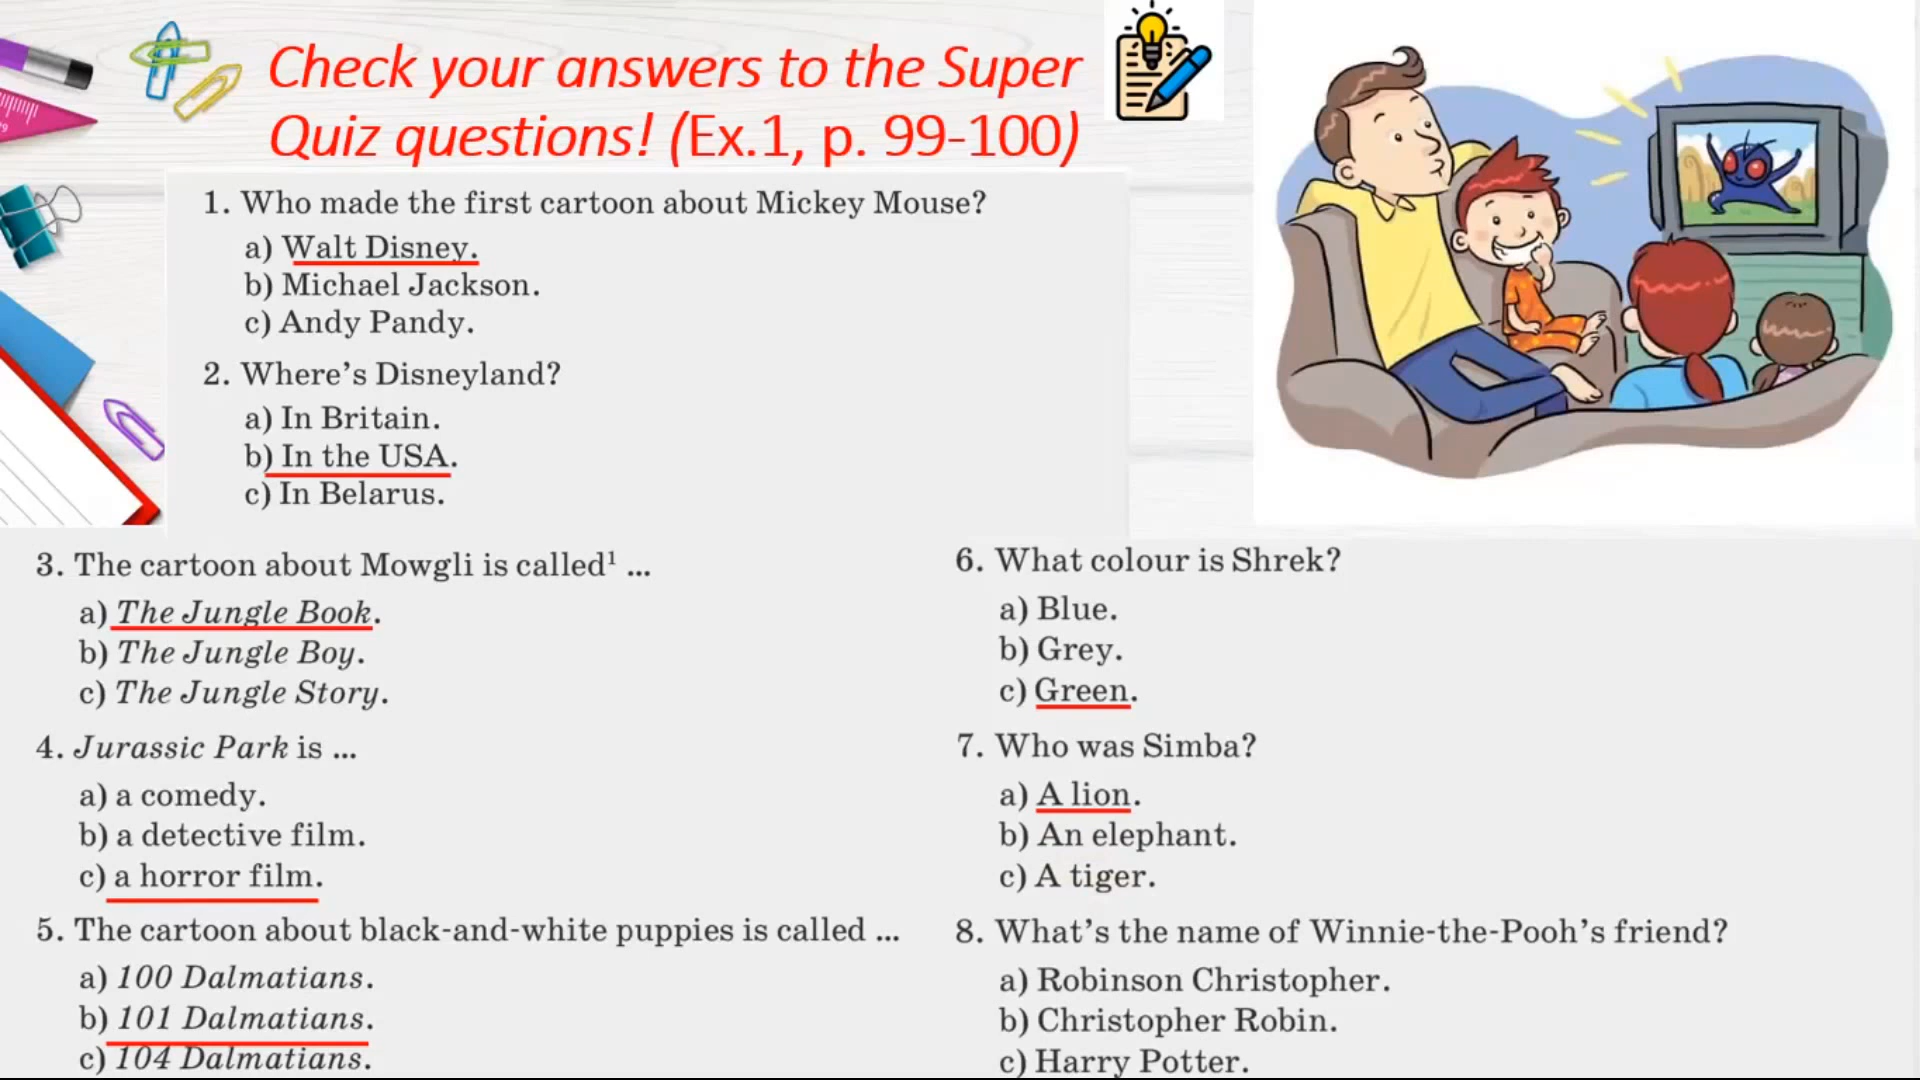 Check your answers to the Super
Quiz questions! (Ex.1, p. 99-100)
1. Who made the first cartoon about Mickey Mouse?
a) Walt Disney.
b) Michael Jackson.
c) Andy Pandy.
2. Where's Disneyland?
a) In Britain.
b) In the USA.
c) In Belarus.
3. The cartoon about Mowgli is called¹ ...
a) The Jungle Book.
b) The Jungle Boy.
c) The Jungle Story.
4. Jurassic Park is ...
a) a comedy.
b) a detective film.
c) a horror film.
5. The cartoon about black-and-white puppies is called ...
a) 100 Dalmatians.
b) 101 Dalmatians.
c) 104 Dalmatians.
6. What colour is Shrek?
a) Blue.
b) Grey.
c) Green.
7. Who was Simba?
a) A lion.
b) An elephant.
c) A tiger.
8. What's the name of Winnie-the-Pooh's friend?
a) Robinson Christopher.
b) Christopher Robin.
c) Harry Potter.